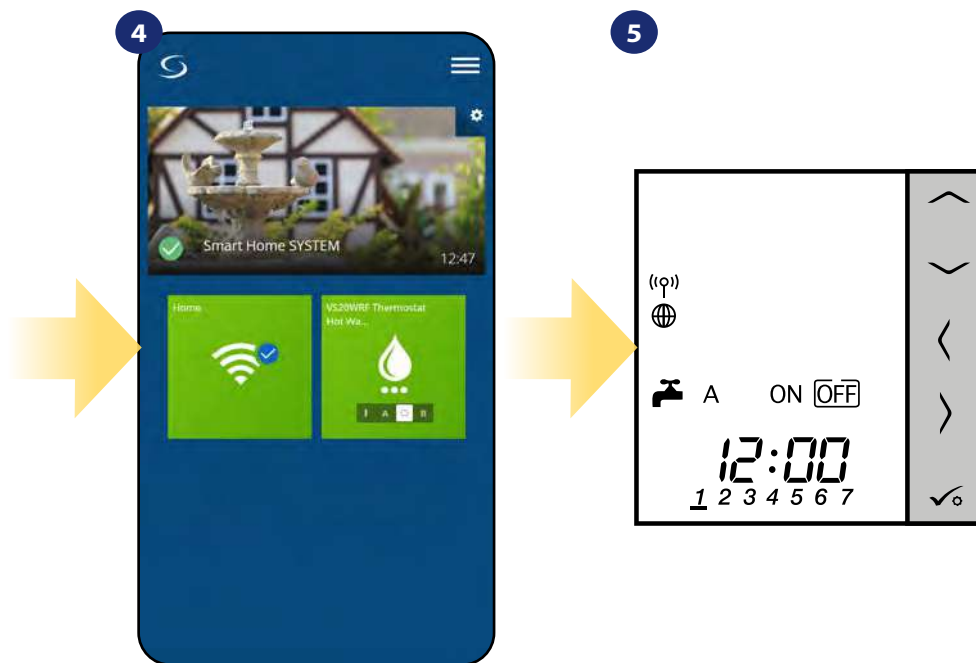 4
Smart Home SYSTEM
12:47
Home
VS20WRF Thermostat
Hot Wa...
A
5
A ON OFF
12:00
1 2 3 4 5 6 7